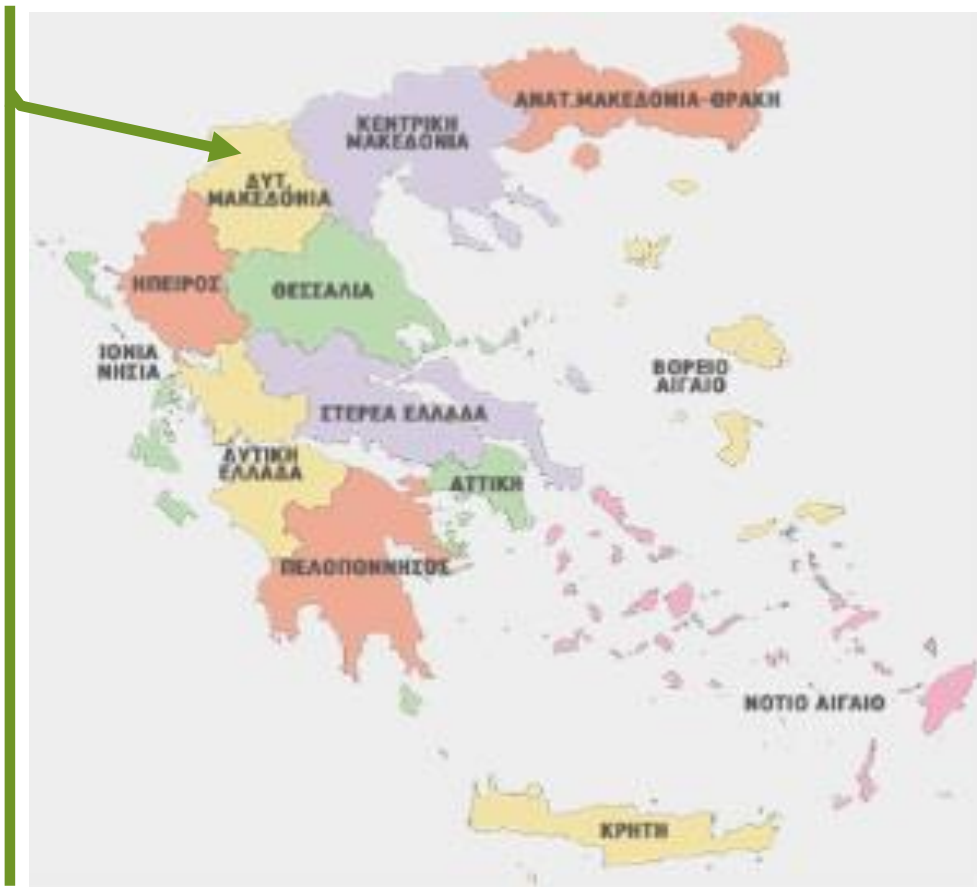 ΑΝΑΤ.ΜΑΚΕΔΟΝΙΑ-ΘΡΑΚΗ
ΚΕΝΤΡΙΚΗ
ΜΑΚΕΔΟΝΙΑ
ΔΥΤ.
ΜΑΚΕΔΟΝΙΑ
ΗΠΕΙΡΟΣ
ΘΕΣΣΑΛΙΑ
ΙΟΝΙΑ
ΝΗΣΙΑ
ΒΟΡΕΙΟ
ΑΙΓΑΙΟ
ΣΤΕΡΕΑ ΕΛΛΑΔΑ
ΔΥΤΙΚΗ
ΕΛΛΑΔΑ
ΑΤΤΙΚΗ
ΠΕΛΟΠΟΝΝΗΣΟΣ
ΝΟΤΙΟ ΑΙΓΑΙΟ
ΚΡΗΤΗ